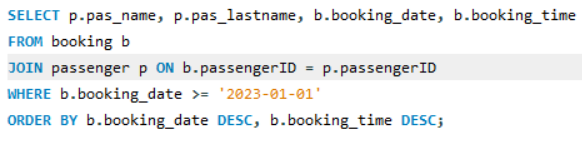 SELECT p.pas_name, p.pas_lastname, b.booking_date, b.booking_time
FROM booking b
JOIN passenger p ON b.passengerID = p.passengerID
WHERE b.booking_date >= '2023-01-01'
ORDER BY b.booking_date DESC, b.booking_time DESC;